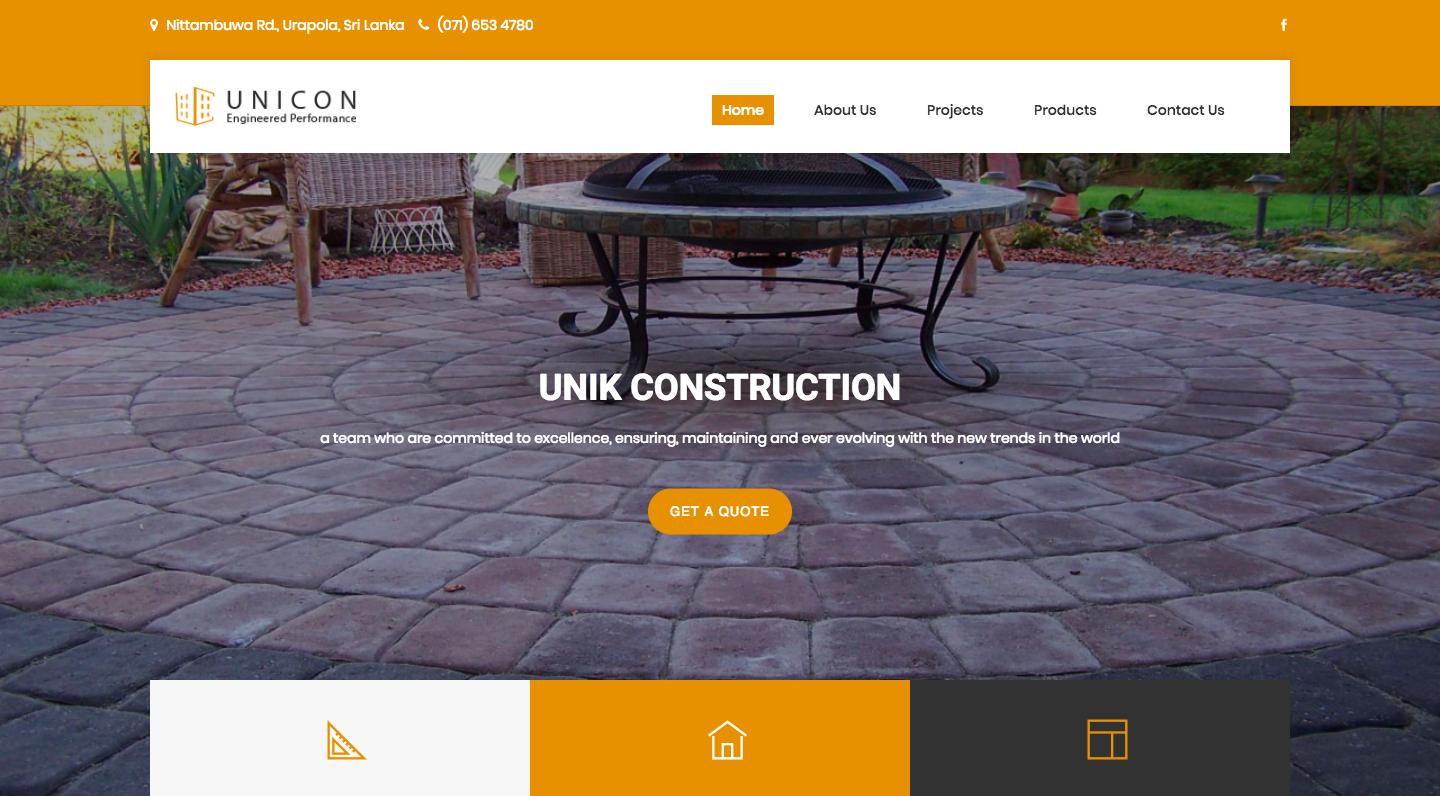 Nittambuwa Rd., Urapola, Sri Lanka (071) 653 4780
UNICON
Engineered Performance
Home About Us Projects Products Contact Us
UNIK CONSTRUCTION
a team who are committed to excellence, ensuring, maintaining and ever evolving with the new trends in the world
GET A QUOTE